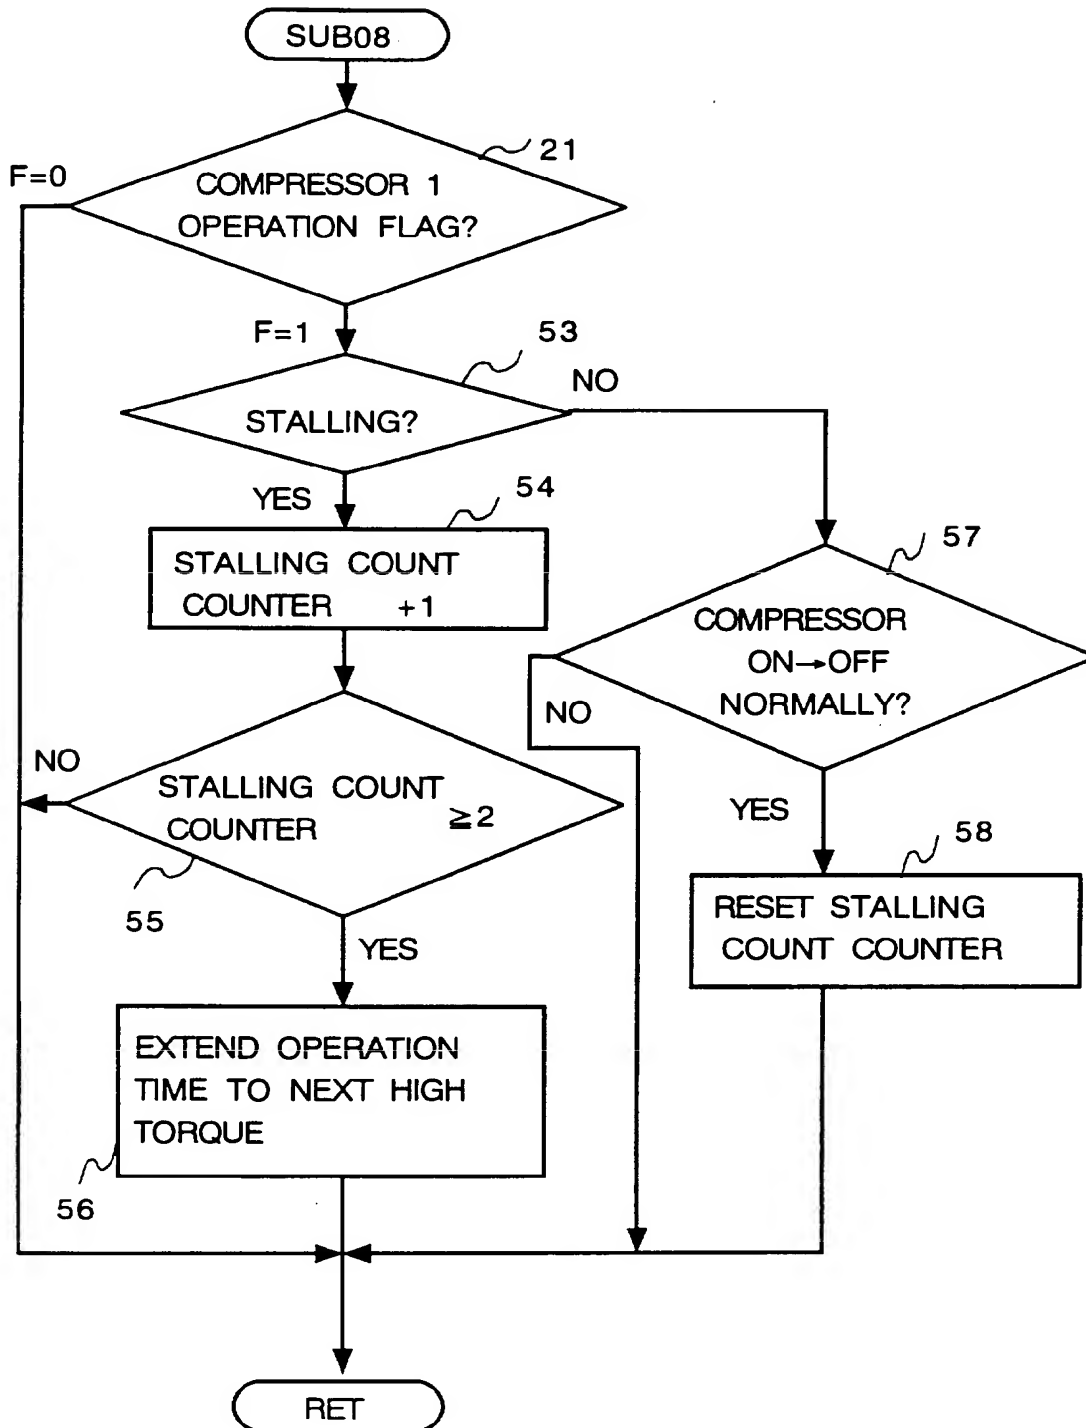 SUB08
21
F=0
COMPRESSOR 1
OPERATION FLAG?
F=1
53
NO
STALLING?
YES
54
STALLING COUNT
COUNTER +1
57
COMPRESSOR
ON→OFF
NORMALLY?
NO
NO
STALLING COUNT
COUNTER ≧2
YES
58
55
RESET STALLING
COUNT COUNTER
YES
EXTEND OPERATION
TIME TO NEXT HIGH
TORQUE
56
RET